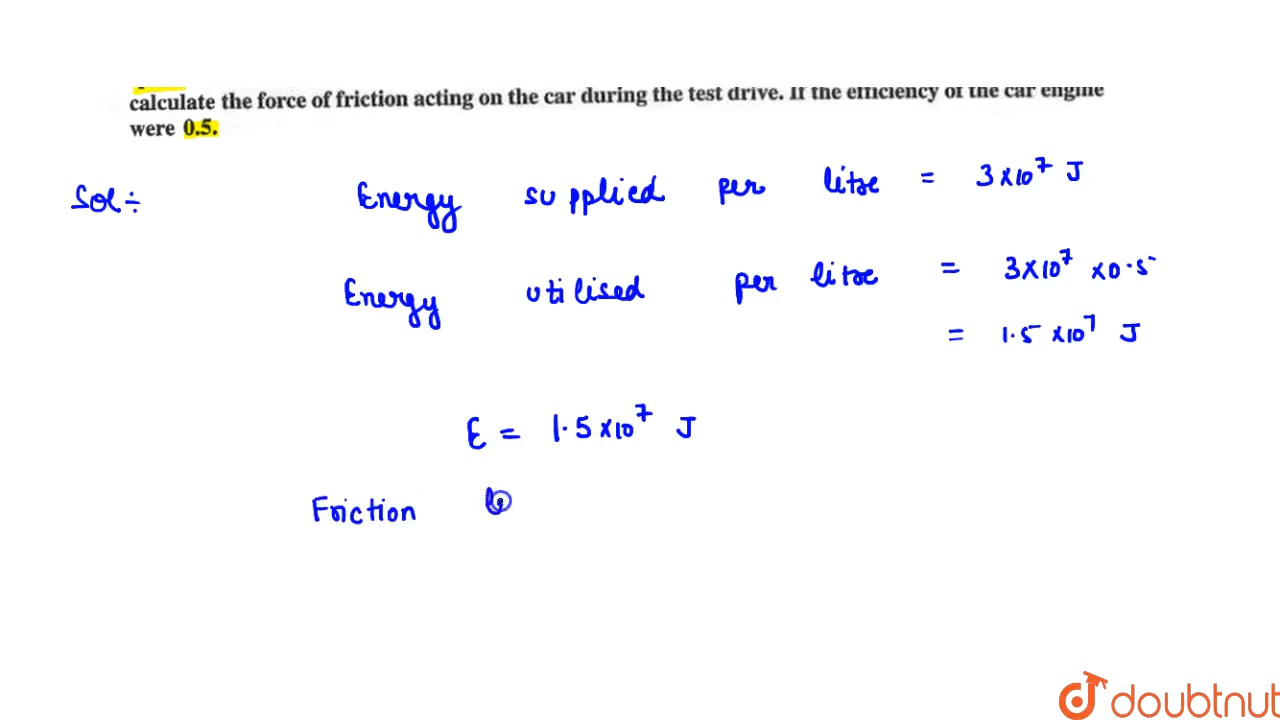 calculate the force of friction acting on the car during the test drive. If the efficiency of the car engine
were 0.5.
Sol÷
Energy supplied per litre = 3×10⁷ J
Energy utilised per litre = 3×10⁷ ×0.5
= 1.5×10⁷ J
E = 1.5×10⁷ J
Friction
doubtnut